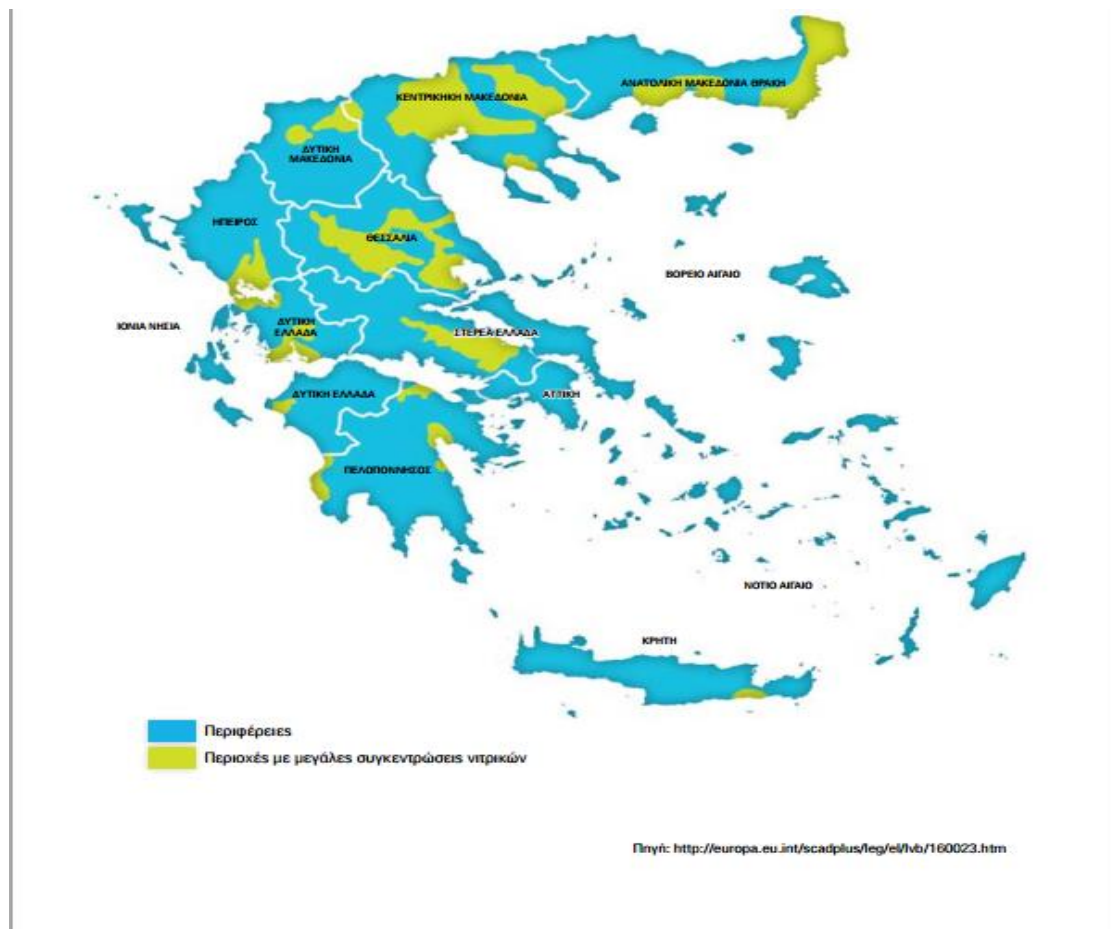 ΑΝΑΤΟΛΙΚΗ ΜΑΚΕΔΟΝΙΑ ΘΡΑΚΗ
ΚΕΝΤΡΙΚΗΚΗ ΜΑΚΕΔΟΝΙΑ
ΔΥΤΙΚΗ
ΜΑΚΕΔΟΝΙΑ
ΗΠΕΙΡΟΣ
ΘΕΣΣΑΛΙΑ
ΒΟΡΕΙΟ ΑΙΓΑΙΟ
ΙΟΝΙΑ ΝΗΣΙΑ
ΔΥΤΙΚΗ
ΕΛΛΑΔΑ
ΣΤΕΡΕΑ ΕΛΛΑΔΑ
ΔΥΤΙΚΗ ΕΛΛΑΔΑ
ΑΤΤΙΚΗ
ΠΕΛΟΠΟΝΝΗΣΟΣ
ΝΟΤΙΟ ΑΙΓΑΙΟ
ΚΡΗΤΗ
Περιφέρειες
Περιοχές με μεγάλες συγκεντρώσεις νιτρικών
Πηγή: http://europa.eu.int/scadplus/leg/el/lvb/160023.htm